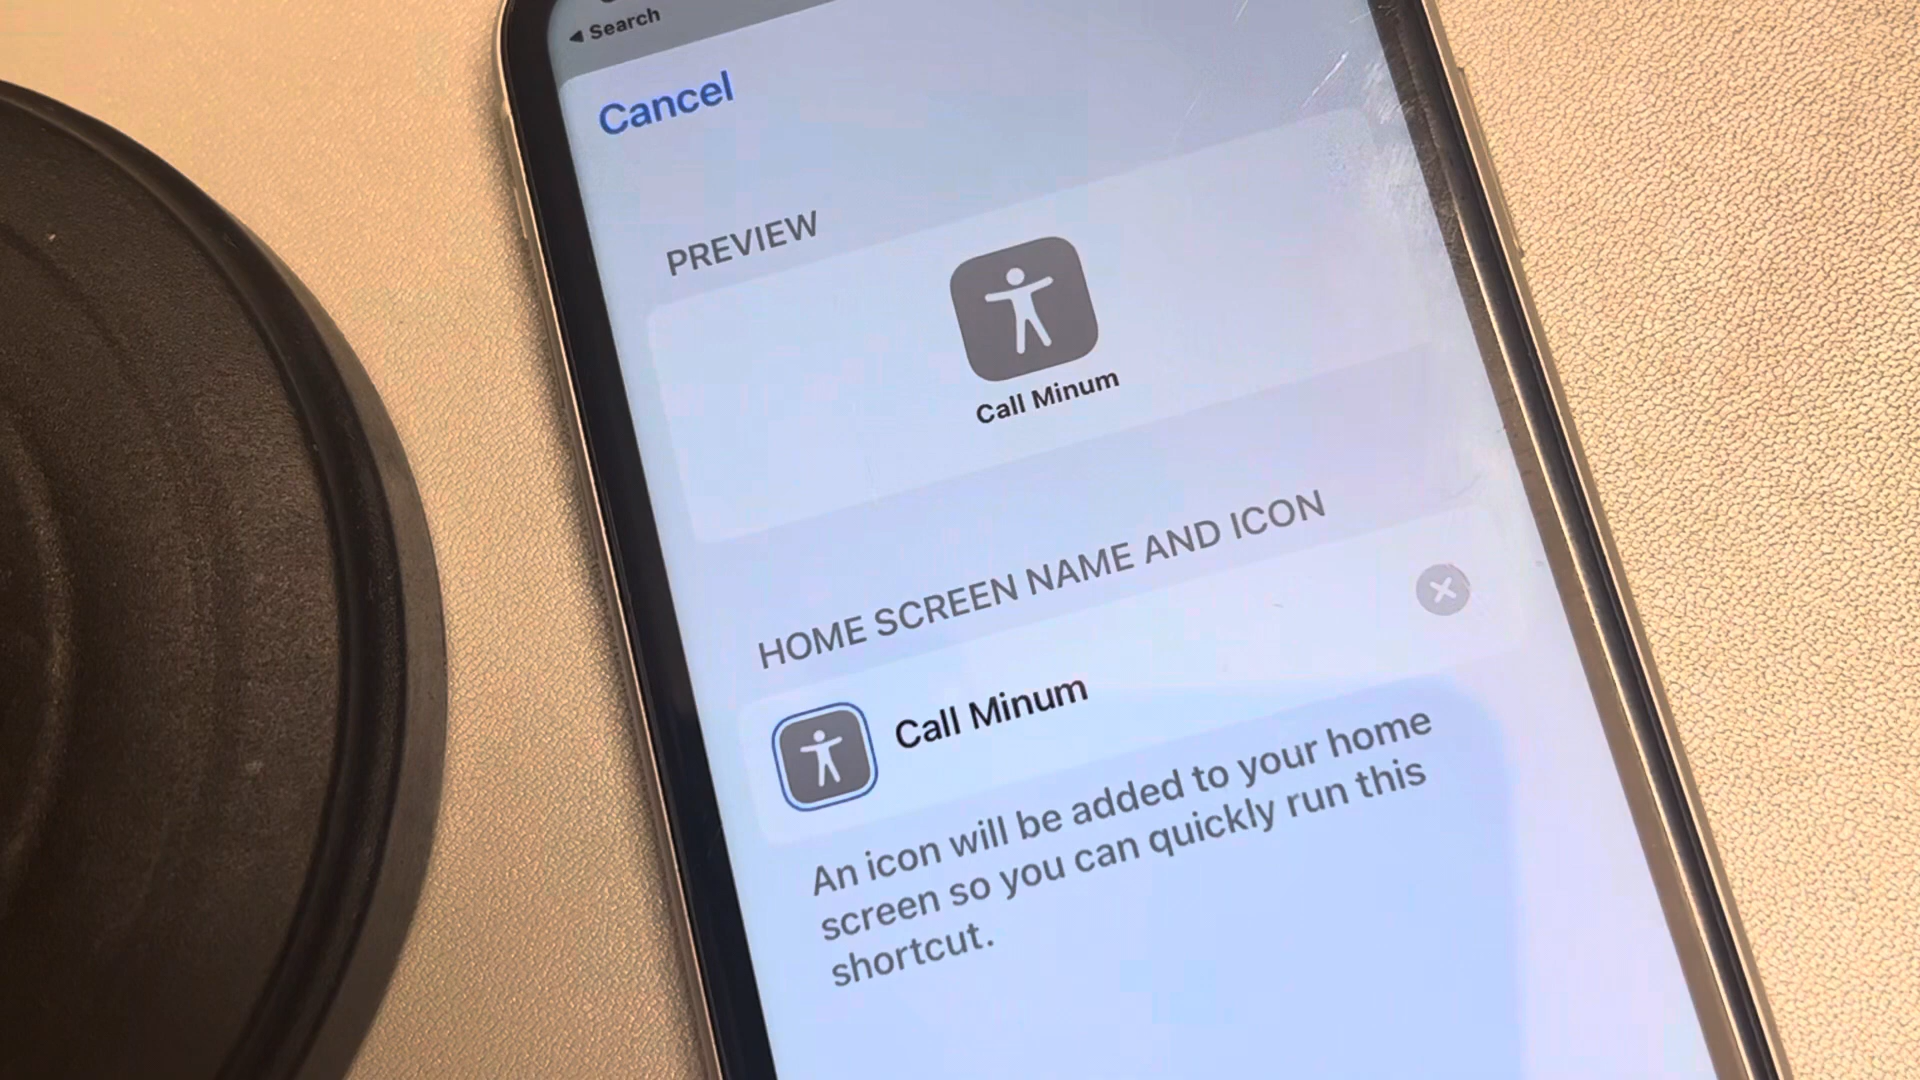 ◀ Search
Cancel
PREVIEW
Call Minum
HOME SCREEN NAME AND ICON
Call Minum
An icon will be added to your home
screen so you can quickly run this
shortcut.